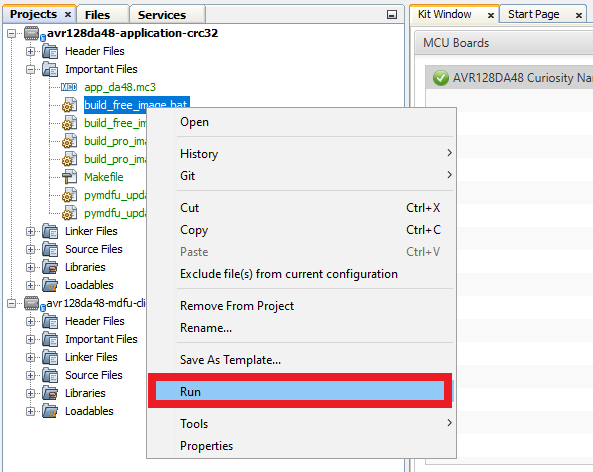 Projects × Files Services
Kit Window × Start Page ×
avr128da48-application-crc32
MCU Boards
Header Files
Important Files
AVR128DA48 Curiosity Na
MCO app_da48.mc3
build_free_image.bat
build_free_im
build_pro_ima
build_pro_ima
Makefile
pymdfu_upda
pymdfu_upda
Linker Files
Source Files
Libraries
Loadables
avr128da48-mdfu-cli
Header Files
Important Files
Linker Files
Source Files
Libraries
Loadables
Open
History
Git
Cut Ctrl+X
Copy Ctrl+C
Paste Ctrl+V
Exclude file(s) from current configuration
Remove From Project
Rename...
Save As Template...
Run
Tools
Properties